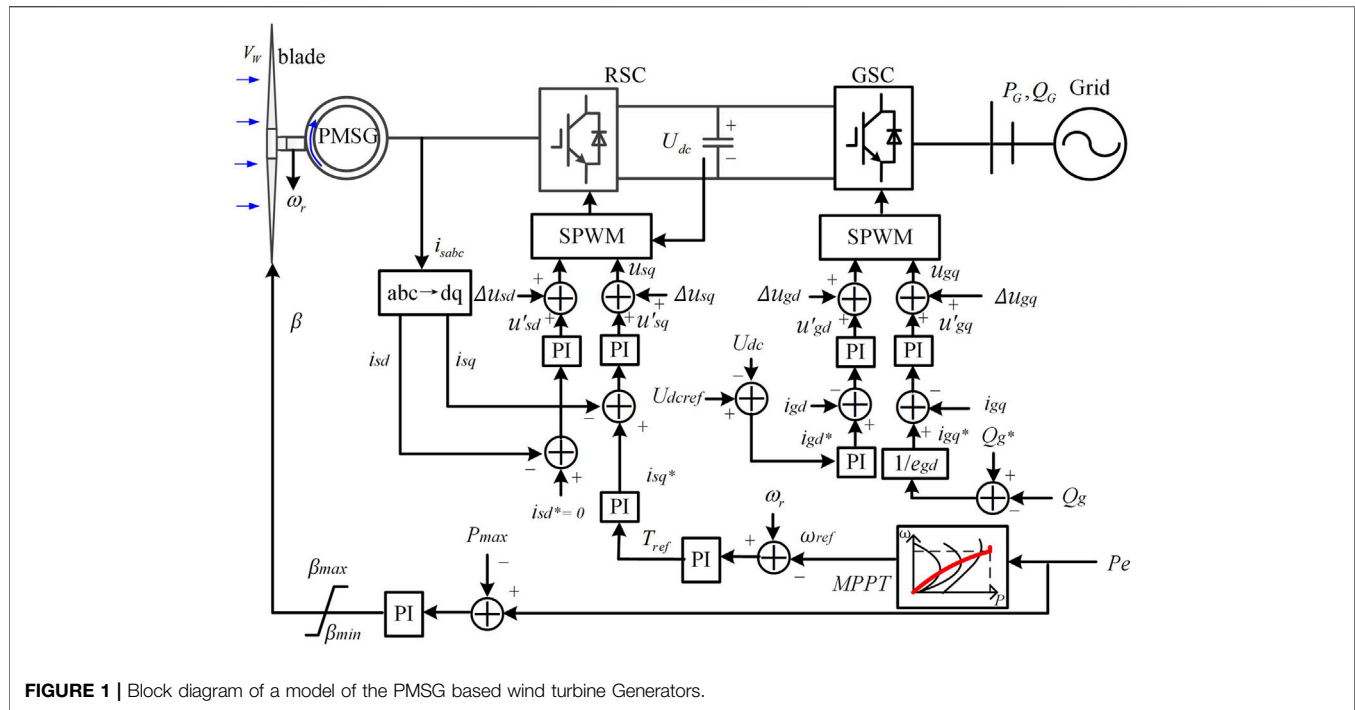 V_W blade
RSC
GSC
P_G, Q_G Grid
PMSG
U_dc
+
−
ω_r
SPWM
SPWM
i_sabc
u_sq
u_gq
abc→dq
Δu_sd + + Δu_sq
Δu_gd + + Δu_gq
u'_sd + + u'_sq
u'_gd + + u'_gq
β
i_sd i_sq
PI PI
PI PI
U_dc
−
U_dcref +
i_gd − − i_gq
− +
+ +
i_gd* i_gq* Q_g*
PI 1/e_gd
+
−
Q_g
− +
i_sd*= 0
i_sq*
PI
ω_r
P_max
T_ref
PI + − ω_ref
MPPT
ω
P
Pe
β_max
β_min
PI
−
+
FIGURE 1 | Block diagram of a model of the PMSG based wind turbine Generators.